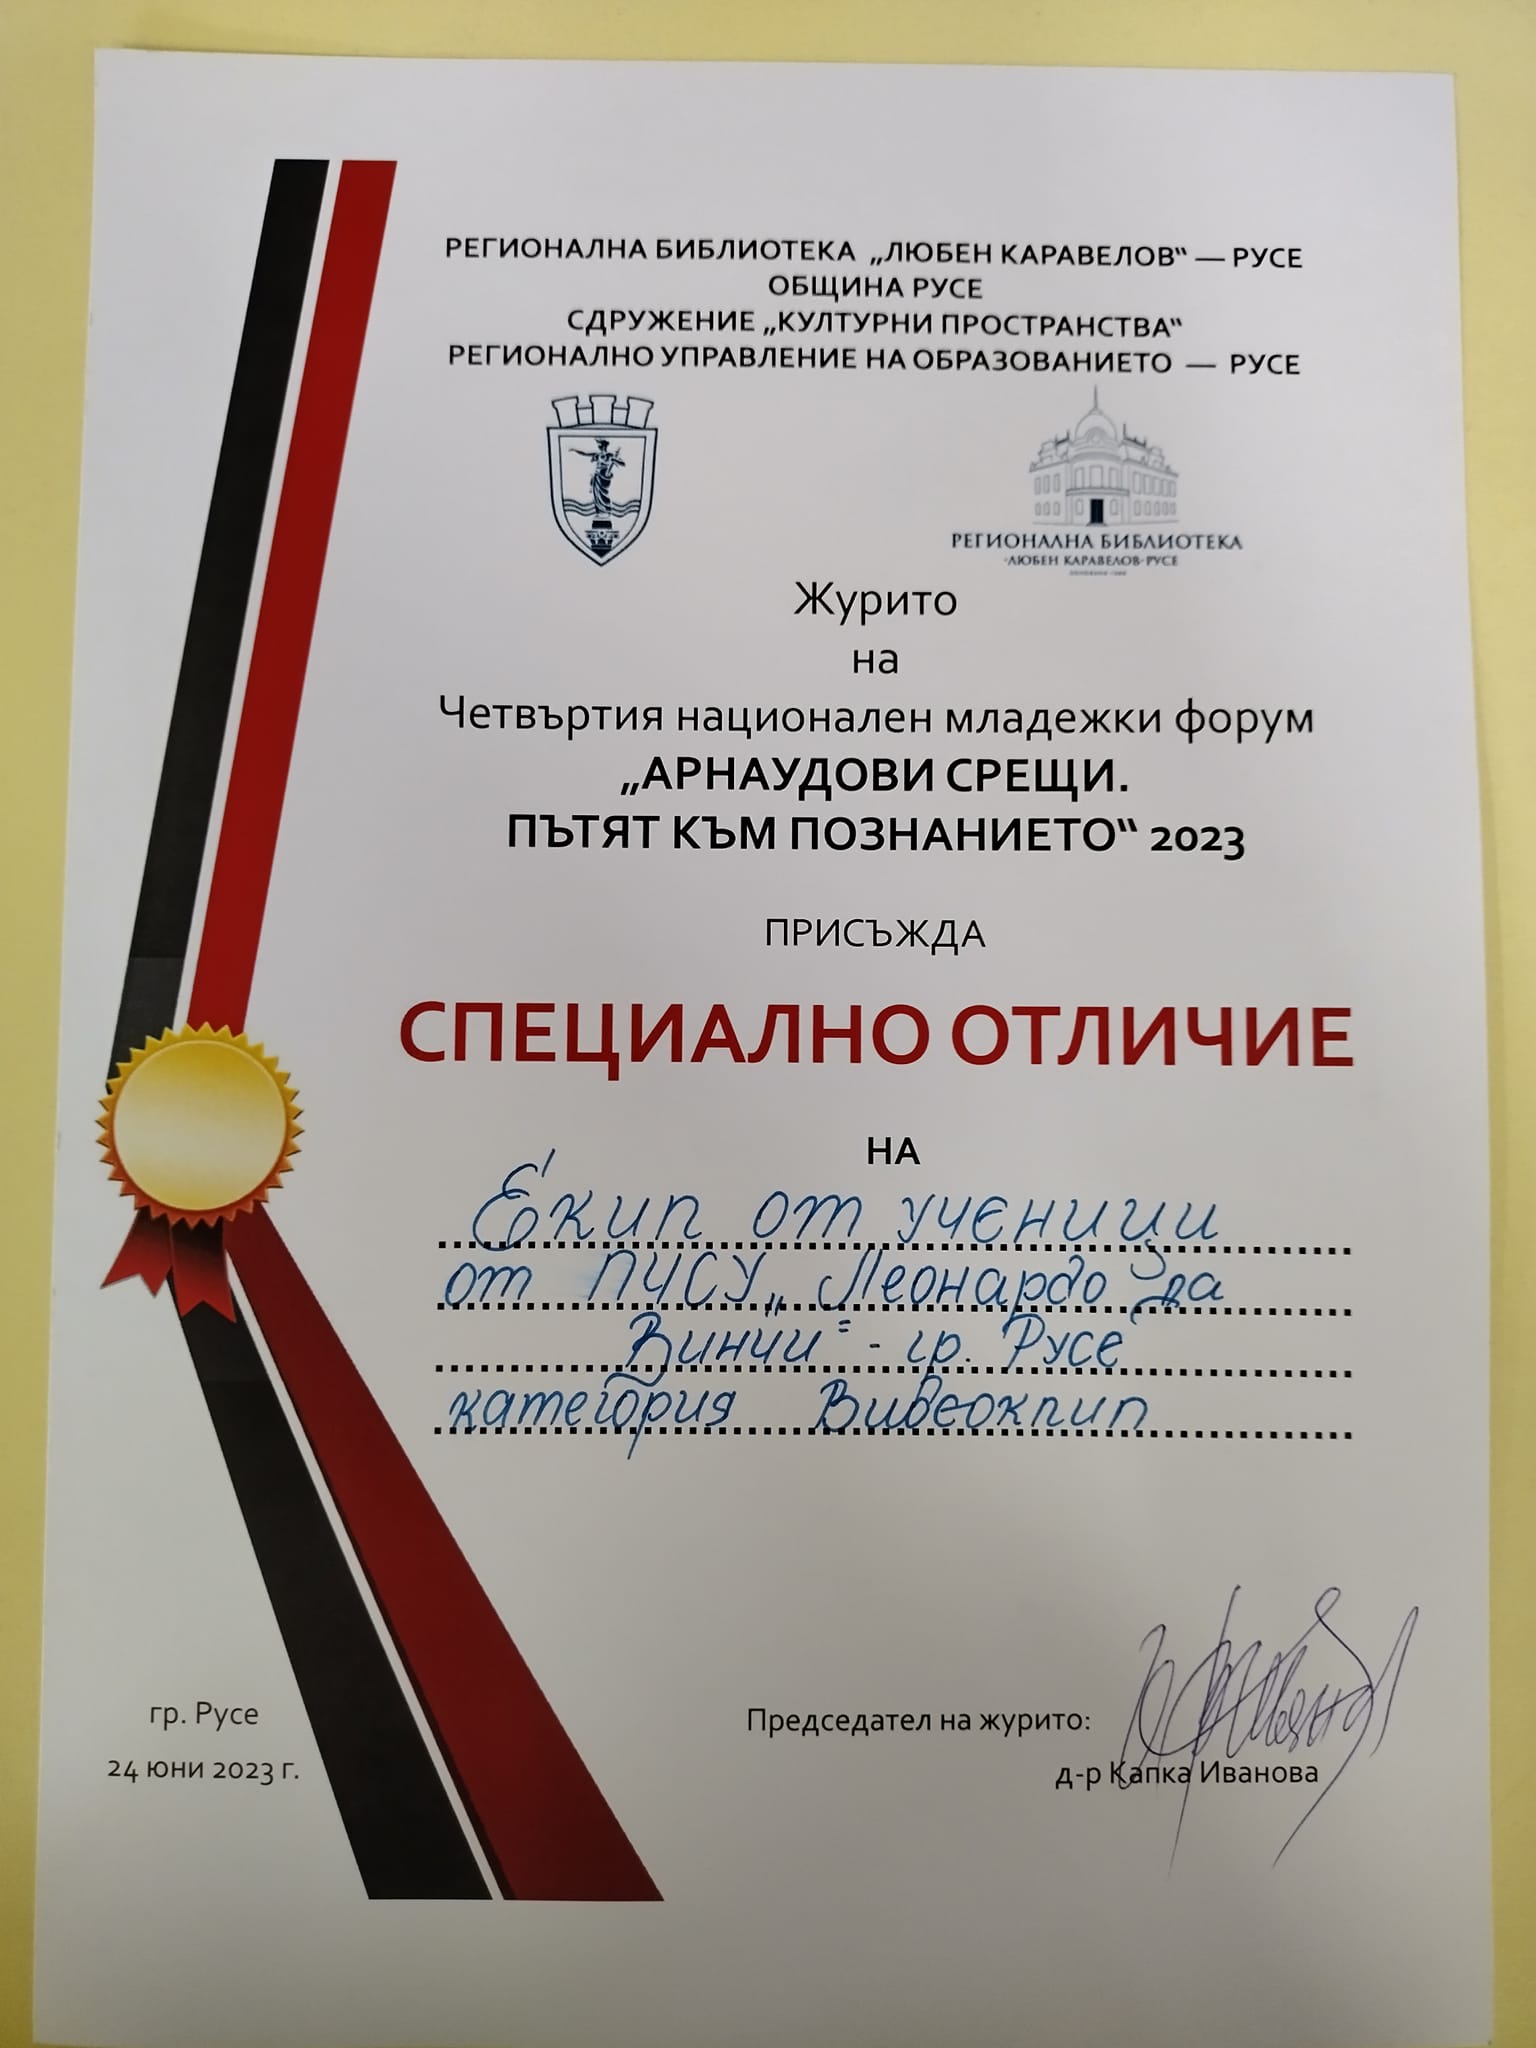 РЕГИОНАЛНА БИБЛИОТЕКА „ЛЮБЕН КАРАВЕЛОВ“ — РУСЕ
ОБЩИНА РУСЕ
СДРУЖЕНИЕ „КУЛТУРНИ ПРОСТРАНСТВА“
РЕГИОНАЛНО УПРАВЛЕНИЕ НА ОБРАЗОВАНИЕТО — РУСЕ
РЕГИОНАЛНА БИБЛИОТЕКА
·ЛЮБЕН КАРАВЕЛОВ·РУСЕ
Журито
на
Четвъртия национален младежки форум
„АРНАУДОВИ СРЕЩИ.
ПЪТЯТ КЪМ ПОЗНАНИЕТО“ 2023
ПРИСЪЖДА
СПЕЦИАЛНО ОТЛИЧИЕ
НА
Екип от ученици
от ПЧСУ „Леонардо да
Винчи“ - гр. Русе
категория Видеоклип
гр. Русе
24 юни 2023 г.
Председател на журито:
д-р Капка Иванова